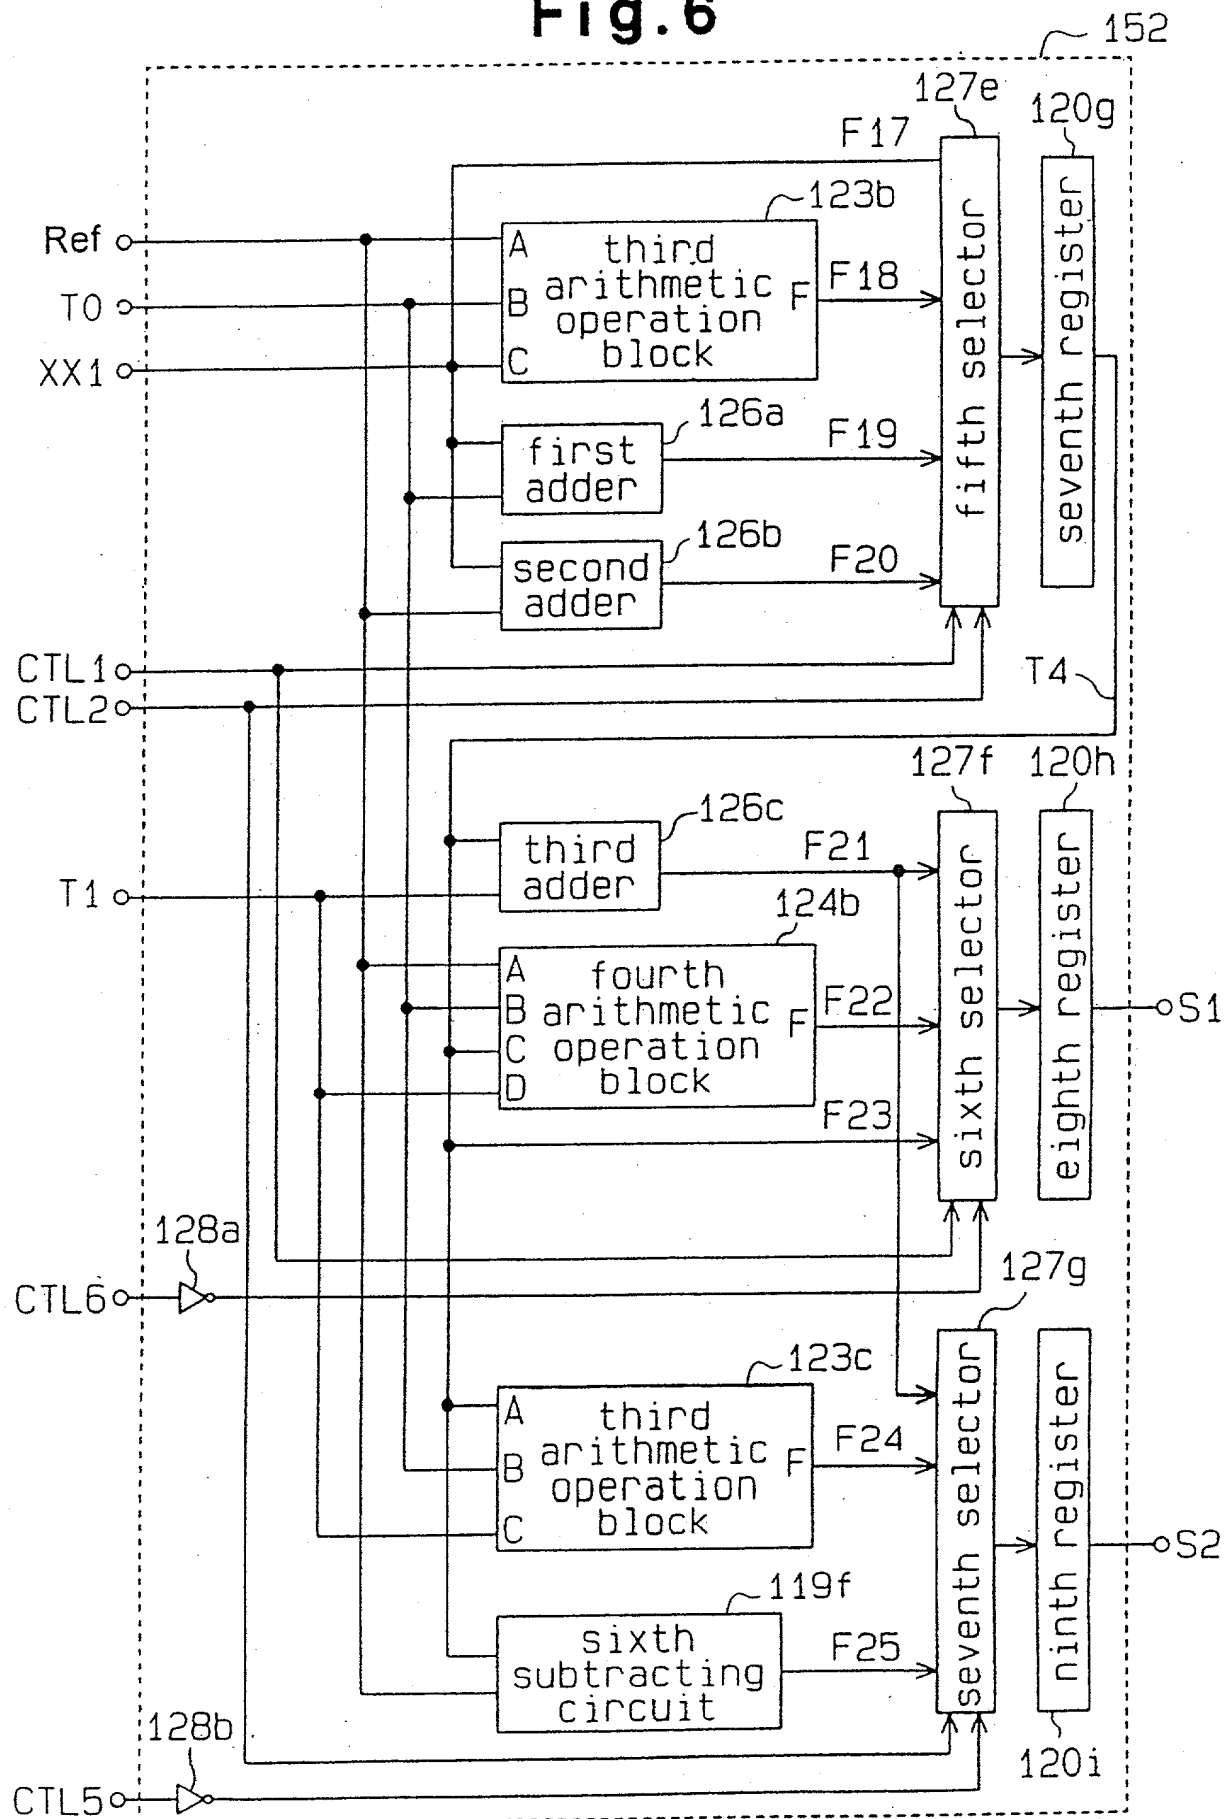 Fig.6
152
127e
120g
F17
123b
Ref
A
third
arithmetic
operation
block
F
F18
T0
B
XX1
C
fifth selector
seventh register
126a
F19
first
adder
126b
F20
second
adder
CTL1
CTL2
T4
127f
120h
126c
third
adder
F21
T1
124b
A
B
C
D
fourth
arithmetic
operation
block
F
F22
F23
sixth selector
eighth register
S1
128a
CTL6
127g
123c
A
B
C
third
arithmetic
operation
block
F
F24
seventh selector
ninth register
S2
119f
sixth
subtracting
circuit
F25
128b
120i
CTL5